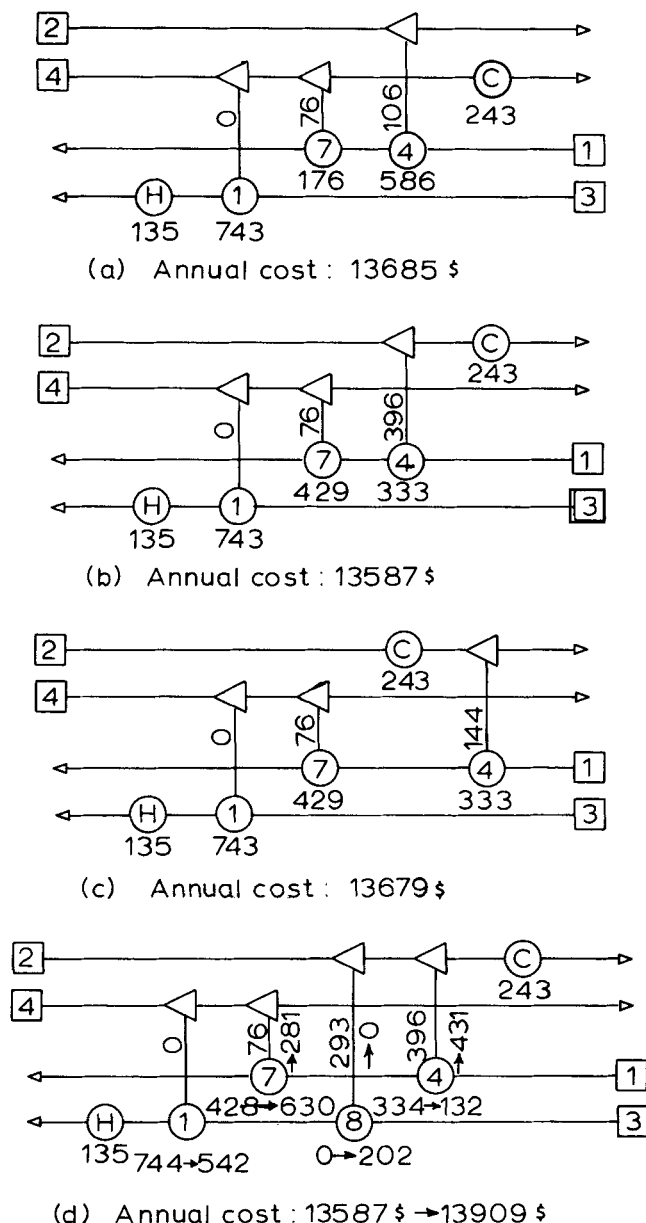 2
4 C
0 76 106 243
7 4 1
176 586
H 1 3
135 743
(a) Annual cost : 13685 $
2 C
243
4
0 76 396
7 4 1
429 333
H 1 3
135 743
(b) Annual cost : 13587 $
2 C
243
4
0 76 144
7 4 1
429 333
H 1 3
135 743
(c) Annual cost : 13679 $
2 C
243
4
0 76→281 293→0 396→431
7 4 1
428→630 334→132
H 1 8 3
135 744→542 0→202
(d) Annual cost : 13587 $ → 13909 $